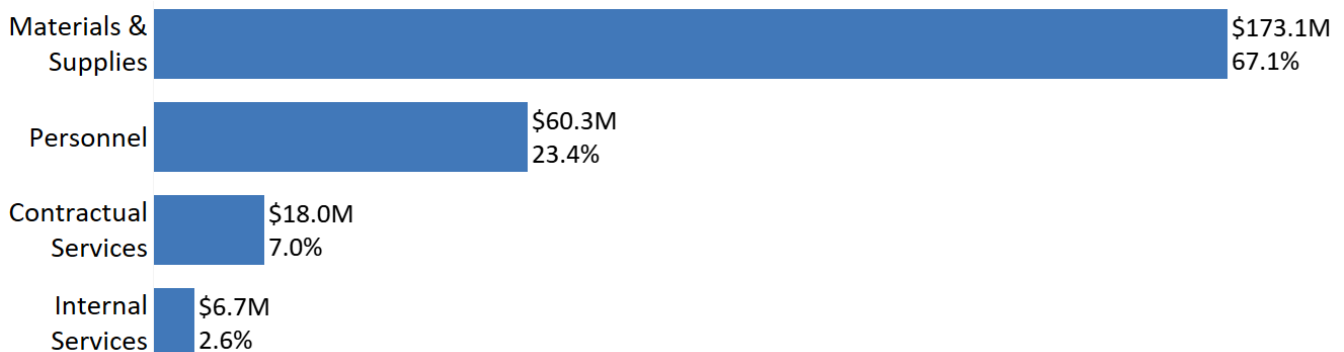 Materials &
Supplies
$173.1M
67.1%
Personnel
$60.3M
23.4%
Contractual
Services
$18.0M
7.0%
Internal
Services
$6.7M
2.6%